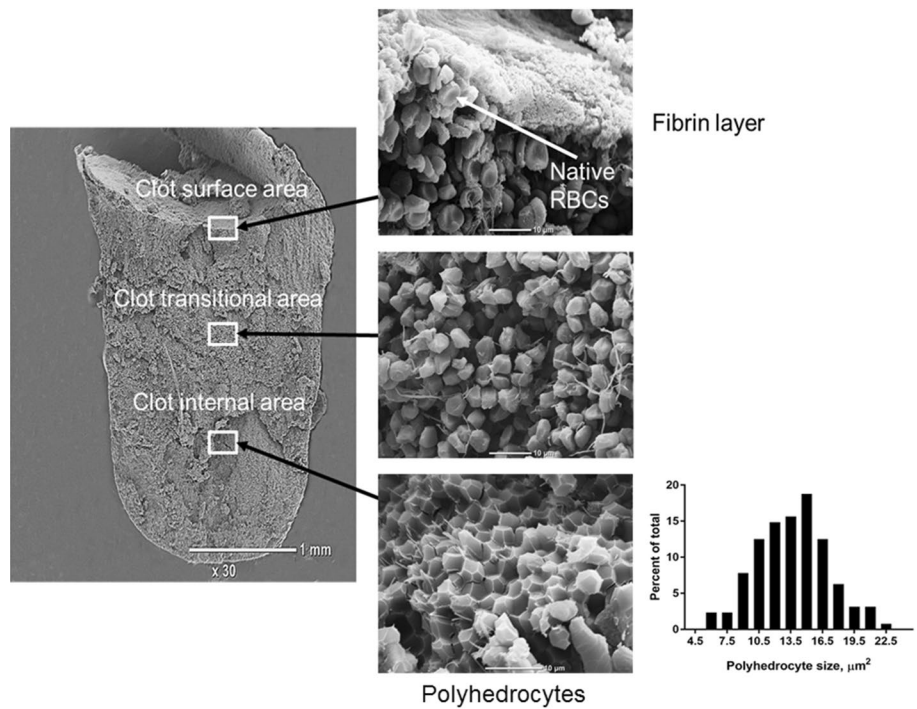 Clot surface area
Clot transitional area
Clot internal area
1 mm
x 30
Native
RBCs
10 µm
Fibrin layer
10 µm
10 µm
Polyhedrocytes
Percent of total
20
15
10
5
0
4.5 7.5 10.5 13.5 16.5 19.5 22.5
Polyhedrocyte size, µm²